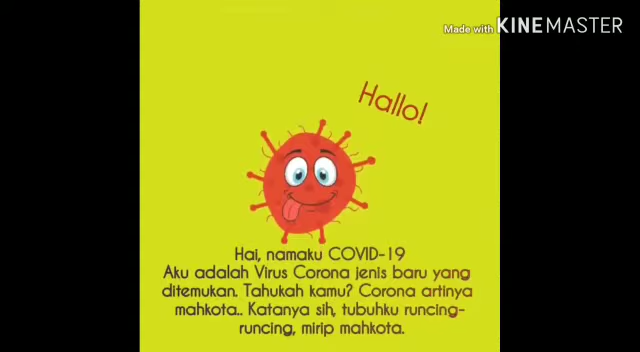 Made with KINEMASTER
Hallo!
Hai, namaku COVID-19
Aku adalah Virus Corona jenis baru yang
ditemukan. Tahukah kamu? Corona artinya
mahkota.. Katanya sih, tubuhku runcing-
runcing, mirip mahkota.